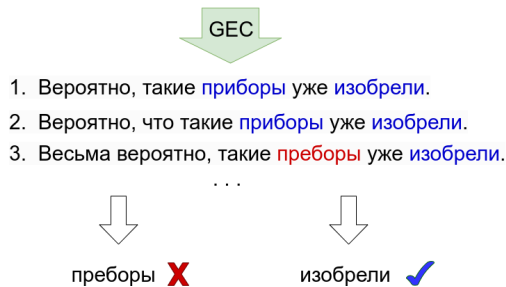 GEC
1. Вероятно, такие приборы уже изобрели.
2. Вероятно, что такие приборы уже изобрели.
3. Весьма вероятно, такие преборы уже изобрели.
. . .
преборы X изобрели ✓